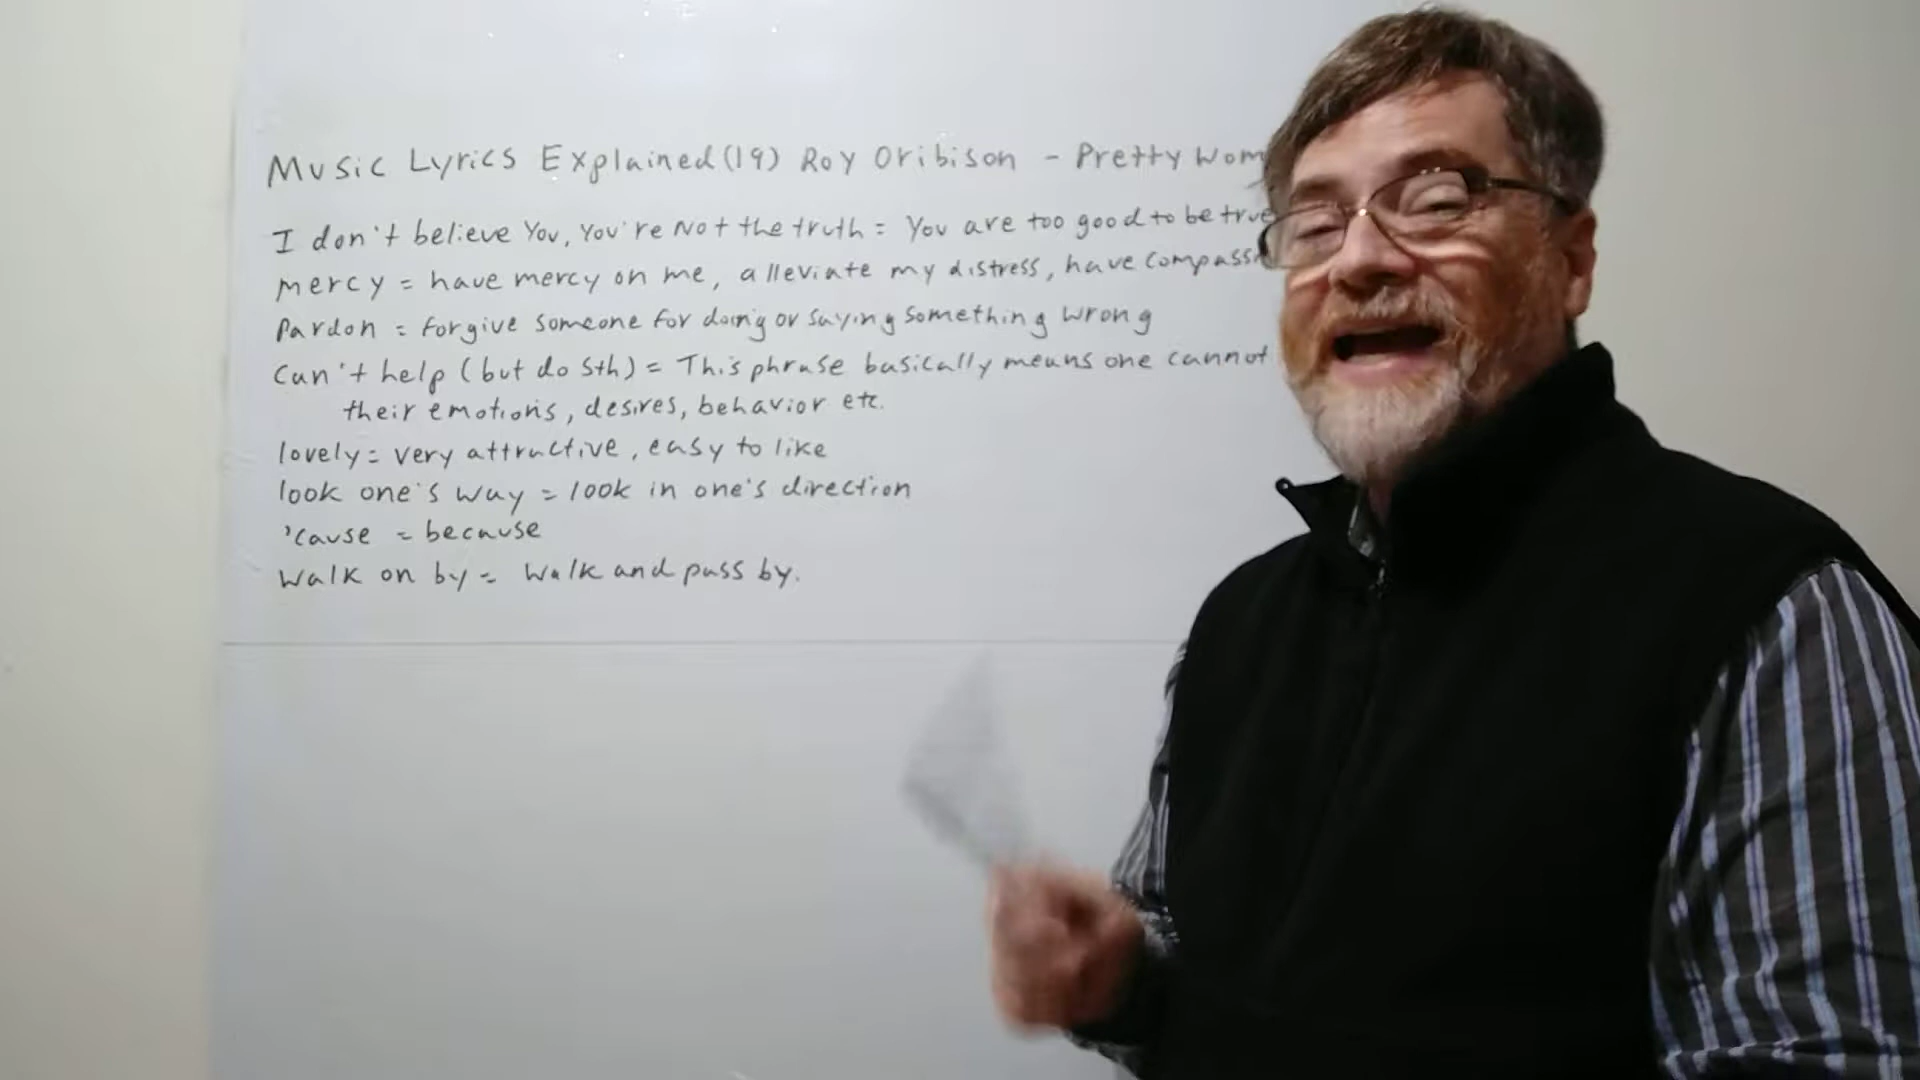 Music Lyrics Explained (19) Roy Oribison - Pretty Wom
I don't believe You, You're Not the truth = You are too good to be true
mercy = have mercy on me, alleviate my distress, have compass
Pardon = forgive someone for doing or saying something wrong
Can't help (but do sth) = This phrase basically means one cannot
their emotions, desires, behavior etc.
lovely = very attractive, easy to like
look one's way = look in one's direction
'cause = because
Walk on by = Walk and pass by.